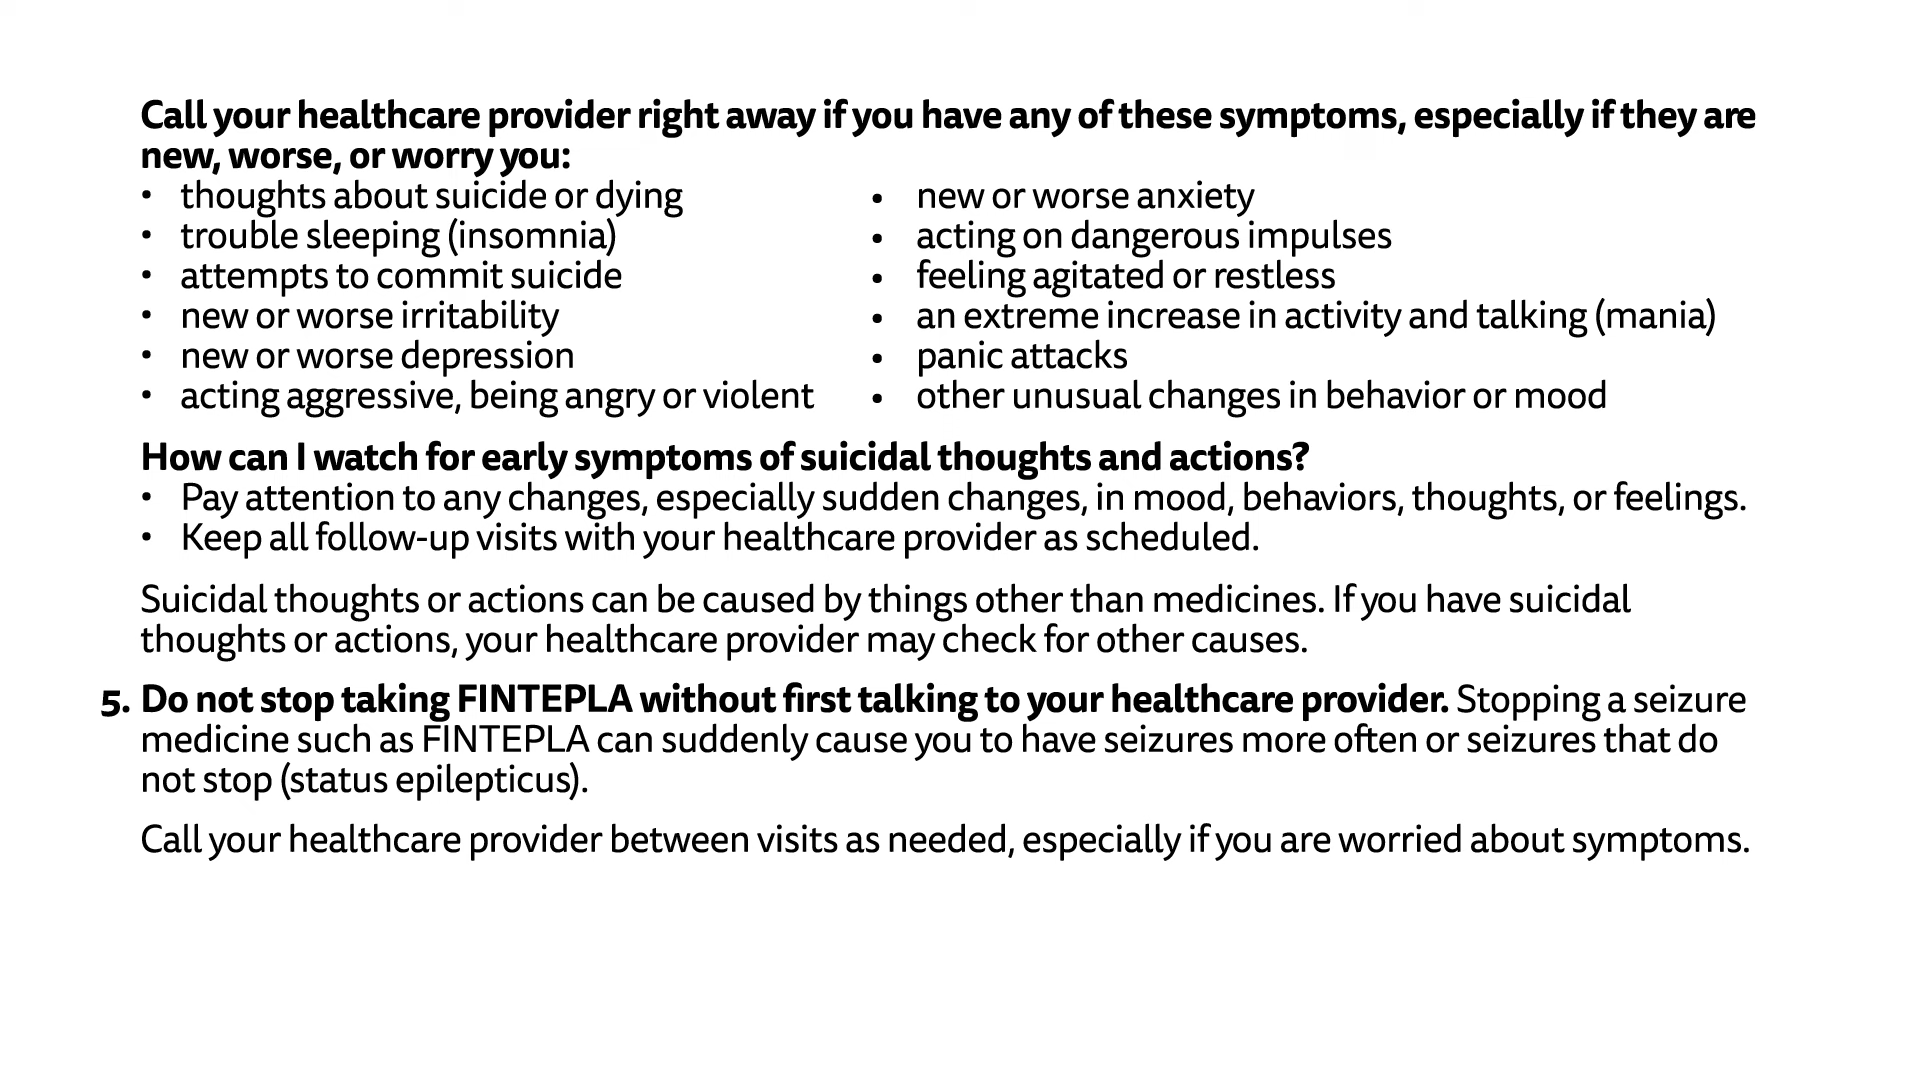 Call your healthcare provider right away if you have any of these symptoms, especially if they are
new, worse, or worry you:
• thoughts about suicide or dying
• trouble sleeping (insomnia)
• attempts to commit suicide
• new or worse irritability
• new or worse depression
• acting aggressive, being angry or violent
• new or worse anxiety
• acting on dangerous impulses
• feeling agitated or restless
• an extreme increase in activity and talking (mania)
• panic attacks
• other unusual changes in behavior or mood
How can I watch for early symptoms of suicidal thoughts and actions?
• Pay attention to any changes, especially sudden changes, in mood, behaviors, thoughts, or feelings.
• Keep all follow-up visits with your healthcare provider as scheduled.
Suicidal thoughts or actions can be caused by things other than medicines. If you have suicidal
thoughts or actions, your healthcare provider may check for other causes.
5. Do not stop taking FINTEPLA without first talking to your healthcare provider. Stopping a seizure
medicine such as FINTEPLA can suddenly cause you to have seizures more often or seizures that do
not stop (status epilepticus).
Call your healthcare provider between visits as needed, especially if you are worried about symptoms.